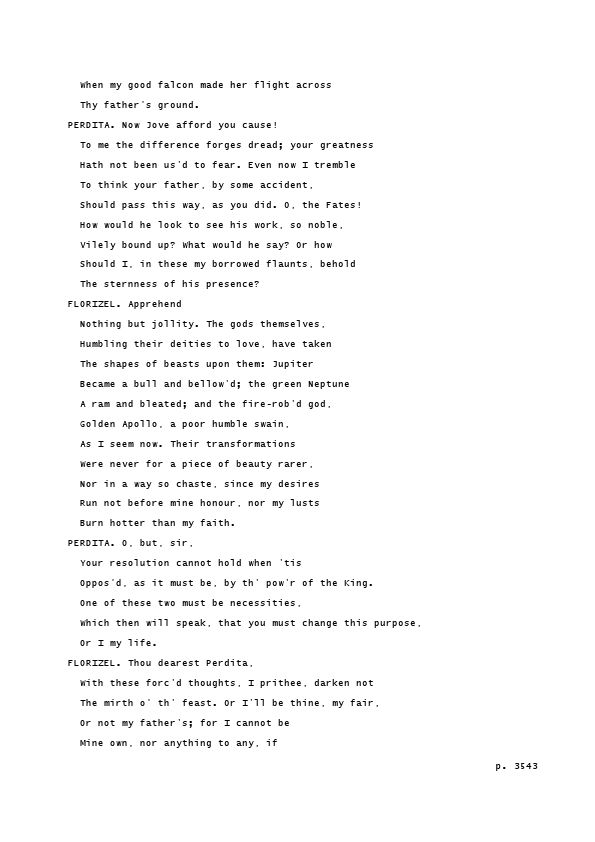 When my good falcon made her flight across
Thy father's ground.
PERDITA. Now Jove afford you cause!
To me the difference forges dread; your greatness
Hath not been us'd to fear. Even now I tremble
To think your father, by some accident,
Should pass this way, as you did. O, the Fates!
How would he look to see his work, so noble,
Vilely bound up? What would he say? Or how
Should I, in these my borrowed flaunts, behold
The sternness of his presence?
FLORIZEL. Apprehend
Nothing but jollity. The gods themselves,
Humbling their deities to love, have taken
The shapes of beasts upon them: Jupiter
Became a bull and bellow'd; the green Neptune
A ram and bleated; and the fire-rob'd god,
Golden Apollo, a poor humble swain,
As I seem now. Their transformations
Were never for a piece of beauty rarer,
Nor in a way so chaste, since my desires
Run not before mine honour, nor my lusts
Burn hotter than my faith.
PERDITA. O, but, sir,
Your resolution cannot hold when 'tis
Oppos'd, as it must be, by th' pow'r of the King.
One of these two must be necessities,
Which then will speak, that you must change this purpose,
Or I my life.
FLORIZEL. Thou dearest Perdita,
With these forc'd thoughts, I prithee, darken not
The mirth o' th' feast. Or I'll be thine, my fair,
Or not my father's; for I cannot be
Mine own, nor anything to any, if
p. 3543